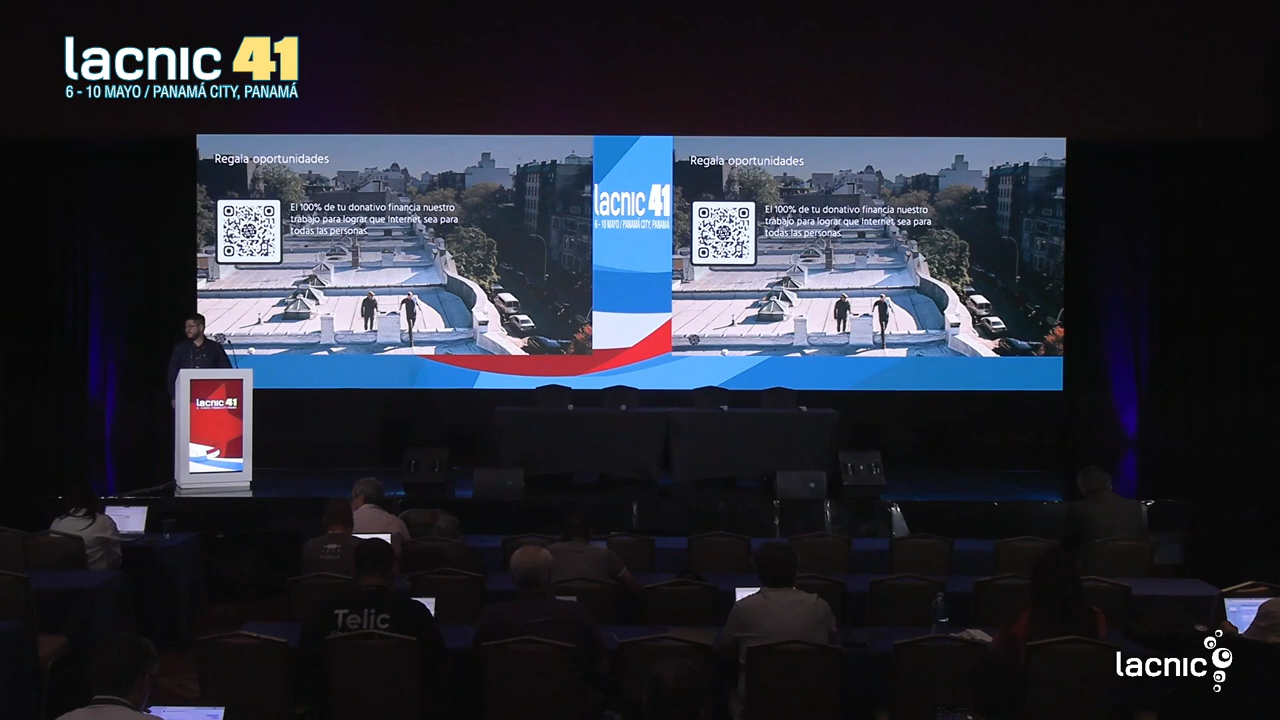 lacnic 41
6 - 10 MAYO / PANAMÁ CITY, PANAMÁ
Regala oportunidades
El 100% de tu donativo financia nuestro
trabajo para lograr que Internet sea para
todas las personas.
lacnic 41
6 - 10 MAYO / PANAMÁ CITY, PANAMÁ
Regala oportunidades
El 100% de tu donativo financia nuestro
trabajo para lograr que Internet sea para
todas las personas.
lacnic 41
Telic
lacnic